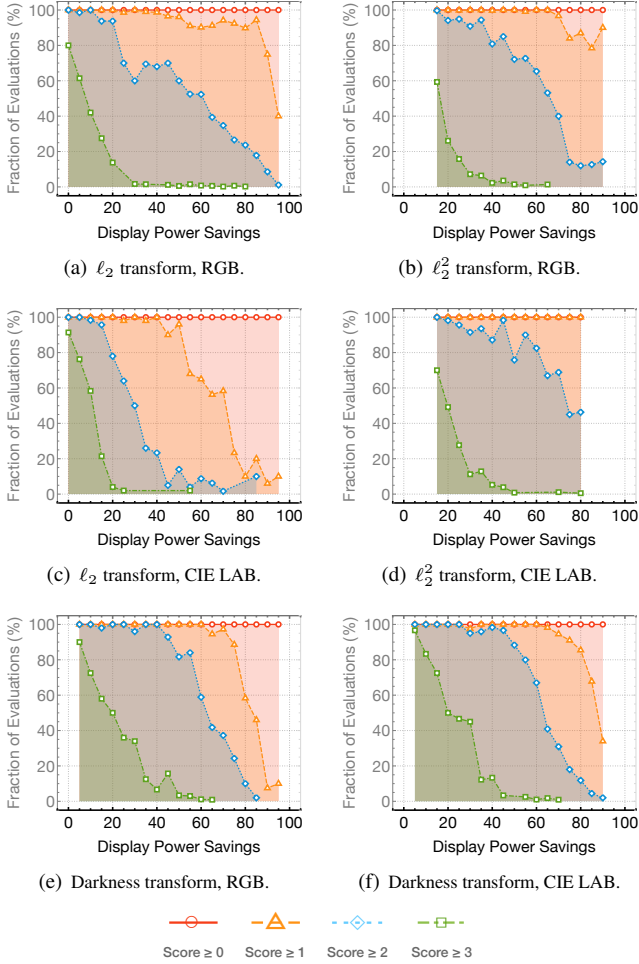 100
80
60
40
20
0
Fraction of Evaluations (%)
0 20 40 60 80 100
Display Power Savings
(a) ℓ₂ transform, RGB.
100
80
60
40
20
0
Fraction of Evaluations (%)
0 20 40 60 80 100
Display Power Savings
(b) ℓ₂² transform, RGB.
100
80
60
40
20
0
Fraction of Evaluations (%)
0 20 40 60 80 100
Display Power Savings
(c) ℓ₂ transform, CIE LAB.
100
80
60
40
20
0
Fraction of Evaluations (%)
0 20 40 60 80 100
Display Power Savings
(d) ℓ₂² transform, CIE LAB.
100
80
60
40
20
0
Fraction of Evaluations (%)
0 20 40 60 80 100
Display Power Savings
(e) Darkness transform, RGB.
100
80
60
40
20
0
Fraction of Evaluations (%)
0 20 40 60 80 100
Display Power Savings
(f) Darkness transform, CIE LAB.
Score ≥ 0 Score ≥ 1 Score ≥ 2 Score ≥ 3